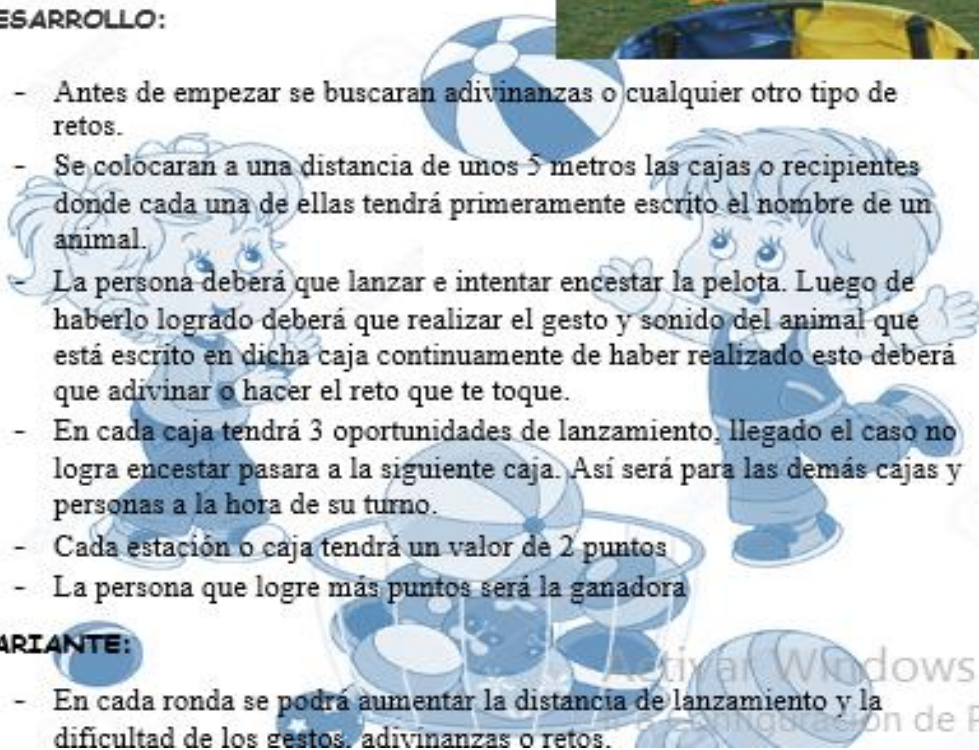 ESARROLLO:
- Antes de empezar se buscaran adivinanzas o cualquier otro tipo de
retos.
- Se colocaran a una distancia de unos 5 metros las cajas o recipientes
donde cada una de ellas tendrá primeramente escrito el nombre de un
animal.
- La persona deberá que lanzar e intentar encestar la pelota. Luego de
haberlo logrado deberá que realizar el gesto y sonido del animal que
está escrito en dicha caja continuamente de haber realizado esto deberá
que adivinar o hacer el reto que te toque.
- En cada caja tendrá 3 oportunidades de lanzamiento, llegado el caso no
logra encestar pasara a la siguiente caja. Así será para las demás cajas y
personas a la hora de su turno.
- Cada estación o caja tendrá un valor de 2 puntos
- La persona que logre más puntos será la ganadora
ARIANTE:
Activar Windows
- En cada ronda se podrá aumentar la distancia de lanzamiento y la
dificultad de los gestos, adivinanzas o retos.